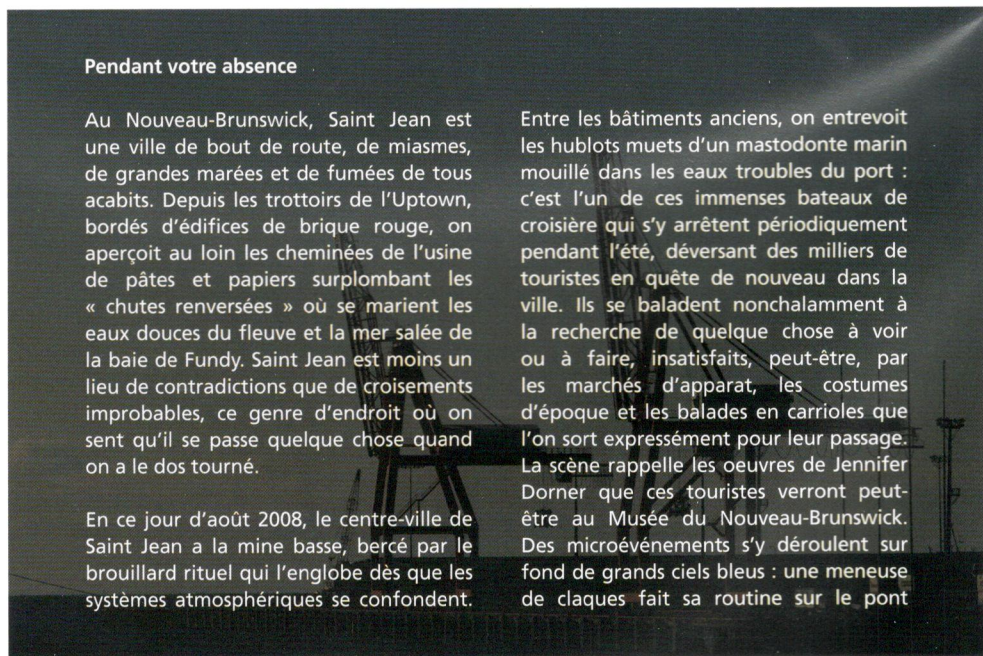 Pendant votre absence
Au Nouveau-Brunswick, Saint Jean est
une ville de bout de route, de miasmes,
de grandes marées et de fumées de tous
acabits. Depuis les trottoirs de l’Uptown,
bordés d’édifices de brique rouge, on
aperçoit au loin les cheminées de l’usine
de pâtes et papiers surplombant les
« chutes renversées » où se marient les
eaux douces du fleuve et la mer salée de
la baie de Fundy. Saint Jean est moins un
lieu de contradictions que de croisements
improbables, ce genre d’endroit où on
sent qu’il se passe quelque chose quand
on a le dos tourné.
En ce jour d’août 2008, le centre-ville de
Saint Jean a la mine basse, bercé par le
brouillard rituel qui l’englobe dès que les
systèmes atmosphériques se confondent.
Entre les bâtiments anciens, on entrevoit
les hublots muets d’un mastodonte marin
mouillé dans les eaux troubles du port :
c’est l’un de ces immenses bateaux de
croisière qui s’y arrêtent périodiquement
pendant l’été, déversant des milliers de
touristes en quête de nouveau dans la
ville. Ils se baladent nonchalamment à
la recherche de quelque chose à voir
ou à faire, insatisfaits, peut-être, par
les marchés d’apparat, les costumes
d’époque et les balades en carrioles que
l’on sort expressément pour leur passage.
La scène rappelle les oeuvres de Jennifer
Dorner que ces touristes verront peut-
être au Musée du Nouveau-Brunswick.
Des microévénements s’y déroulent sur
fond de grands ciels bleus : une meneuse
de claques fait sa routine sur le pont